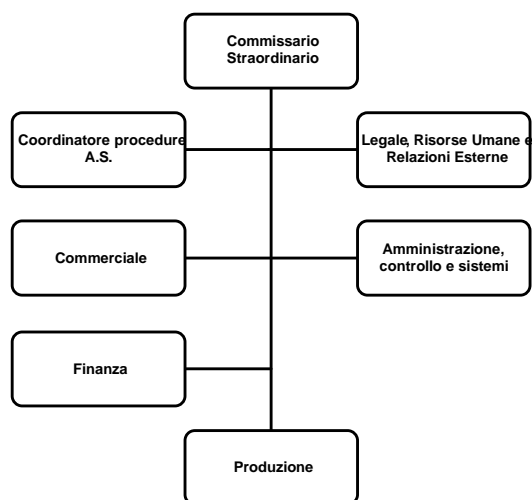 Commissario
Straordinario
Coordinatore procedure
A.S.
Legale, Risorse Umane e
Relazioni Esterne
Commerciale
Amministrazione,
controllo e sistemi
Finanza
Produzione